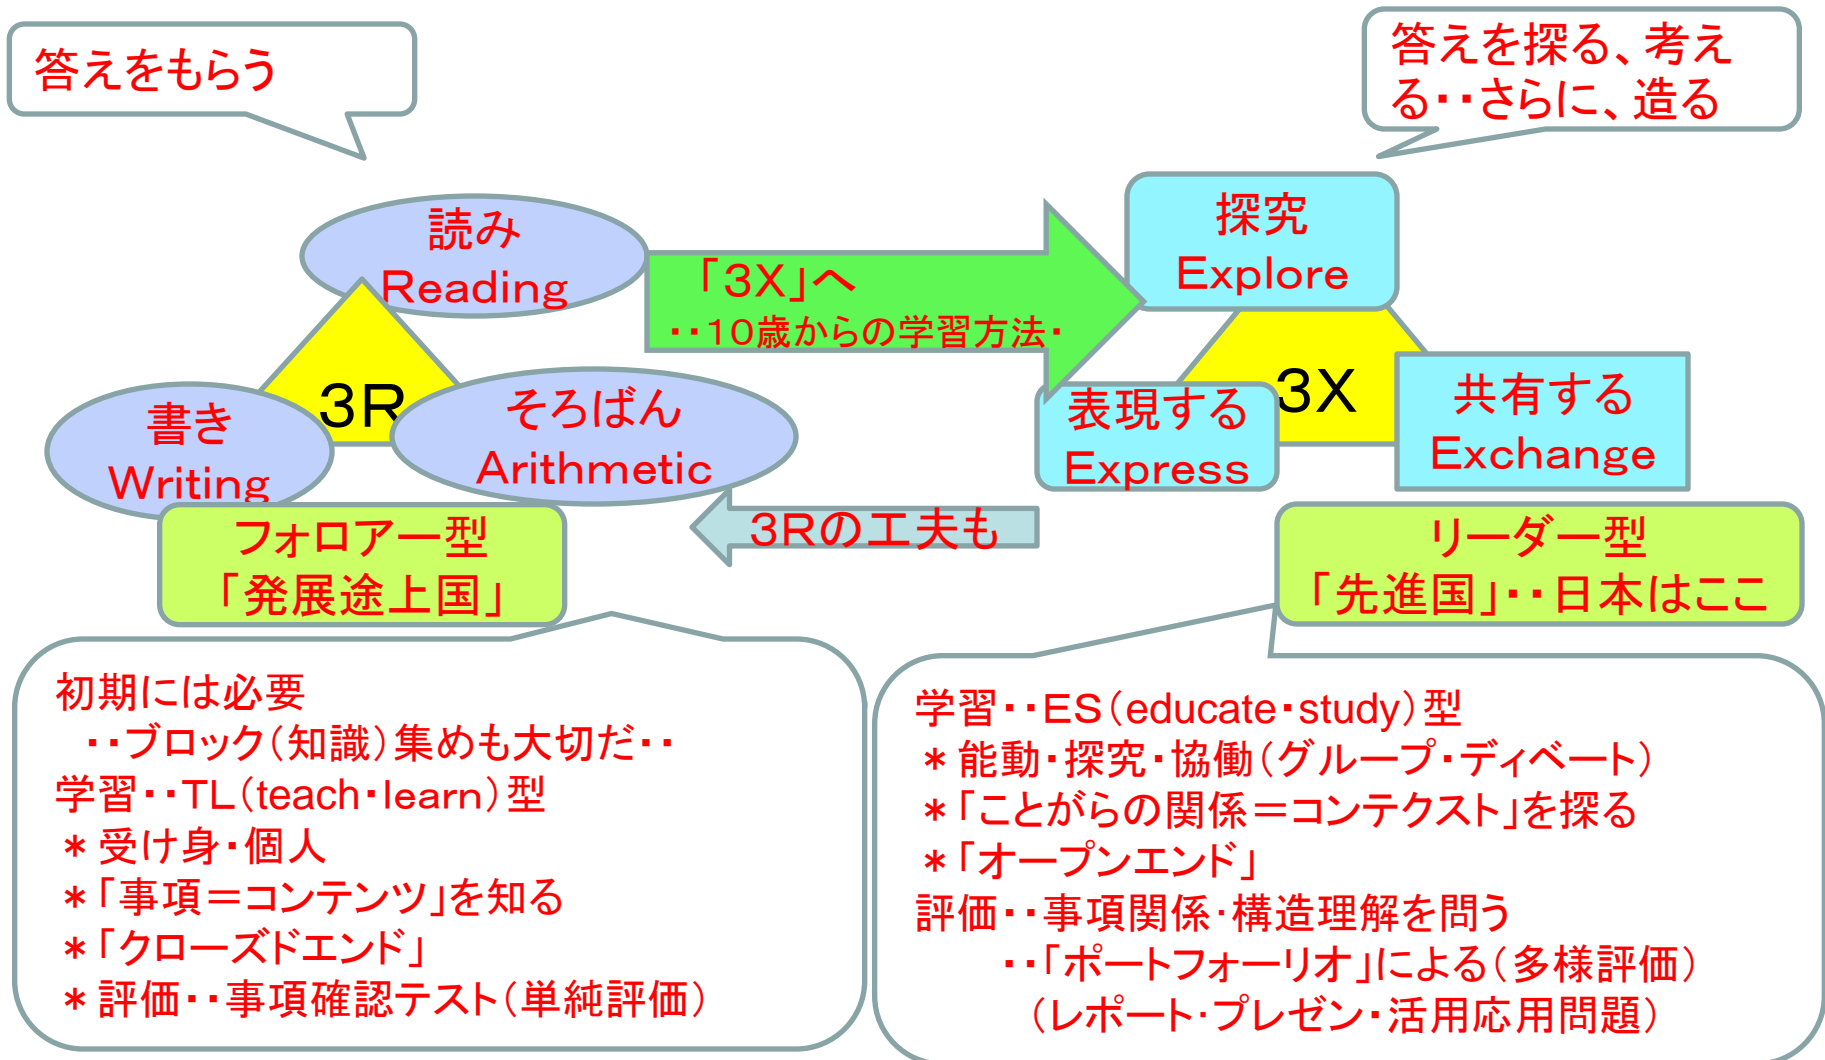 答えをもらう
答えを探る、考え
る・・さらに、造る
読み
Reading
3R
書き
Writing
そろばん
Arithmetic
「3X」へ
・・10歳からの学習方法・
探究
Explore
3X
表現する
Express
共有する
Exchange
3Rの工夫も
フォロアー型
「発展途上国」
リーダー型
「先進国」・・日本はここ
初期には必要
・・ブロック(知識)集めも大切だ・・
学習・・TL(teach・learn)型
*受け身・個人
*「事項=コンテンツ」を知る
*「クローズドエンド」
*評価・・事項確認テスト(単純評価)
学習・・ES(educate・study)型
*能動・探究・協働(グループ・ディベート)
*「ことがらの関係=コンテクスト」を探る
*「オープンエンド」
評価・・事項関係・構造理解を問う
・・「ポートフォーリオ」による(多様評価)
(レポート・プレゼン・活用応用問題)